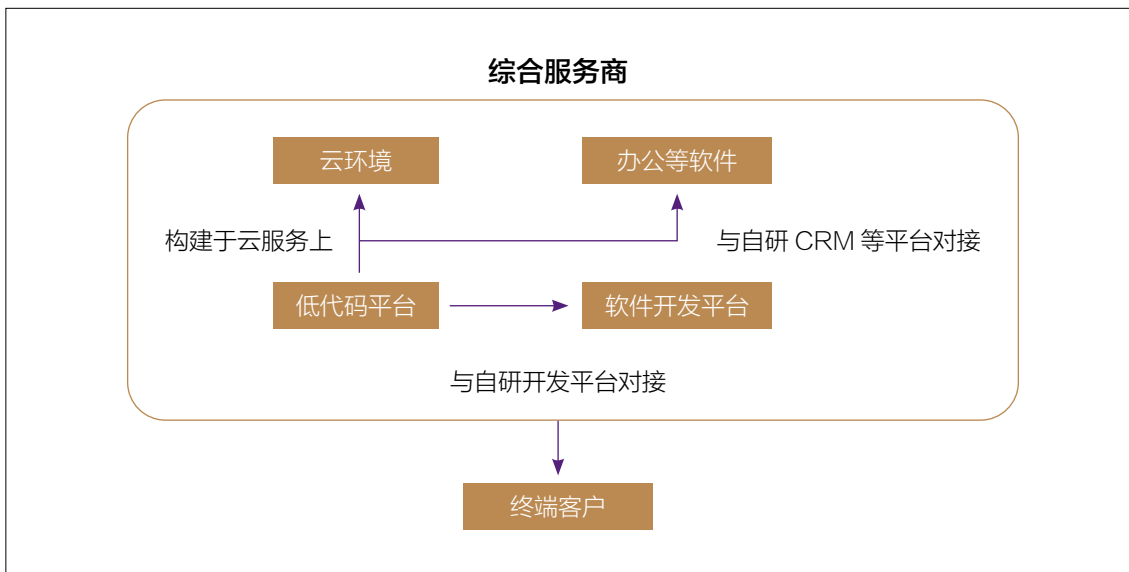 综合服务商
云环境
办公等软件
构建于云服务上
与自研 CRM 等平台对接
低代码平台
软件开发平台
与自研开发平台对接
终端客户